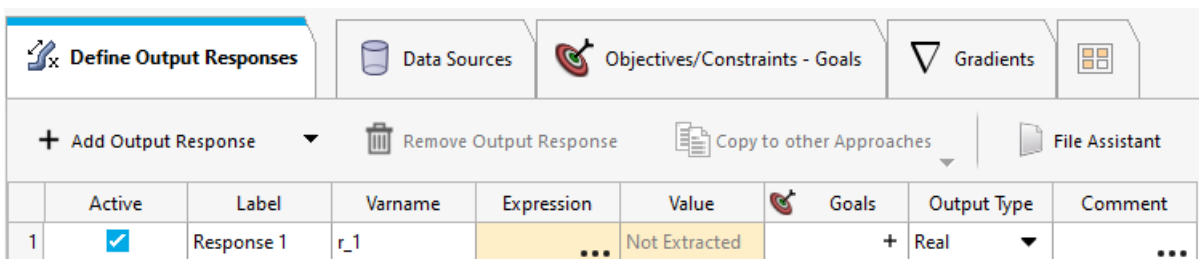 Define Output Responses Data Sources Objectives/Constraints - Goals Gradients
+ Add Output Response Remove Output Response Copy to other Approaches File Assistant
Active Label Varname Expression Value Goals Output Type Comment
1 Response 1 r_1 ... Not Extracted + Real ...